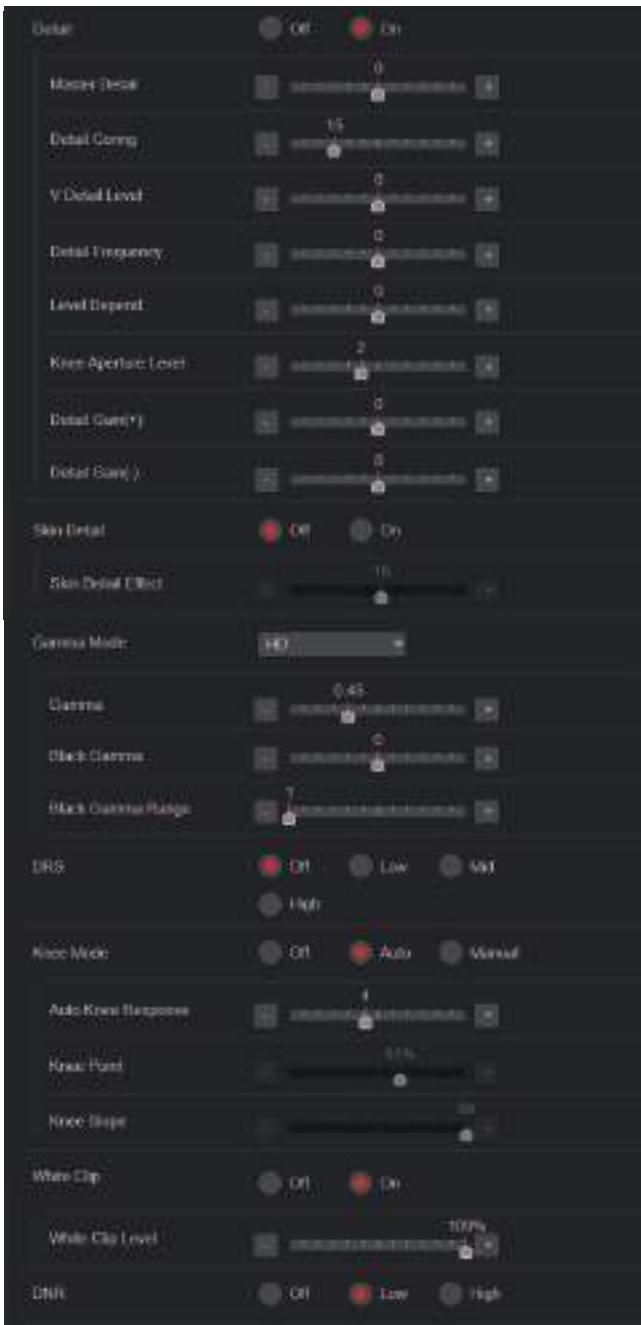 Detail Off On
0
Master Detail - +
15
Detail Coring - +
0
V Detail Level - +
0
Detail Frequency - +
0
Level Depend. - +
2
Knee Aperture Level - +
0
Detail Gain(+) - +
0
Detail Gain(-) - +
Skin Detail Off On
16
Skin Detail Effect
Gamma Mode HD
0.45
Gamma - +
0
Black Gamma - +
Black Gamma Range - +
DRS Off Low Mid
High
Knee Mode Off Auto Manual
4
Auto Knee Response - +
Knee Point
Knee Slope
White Clip Off On
109%
White Clip Level - +
DNR Off Low High